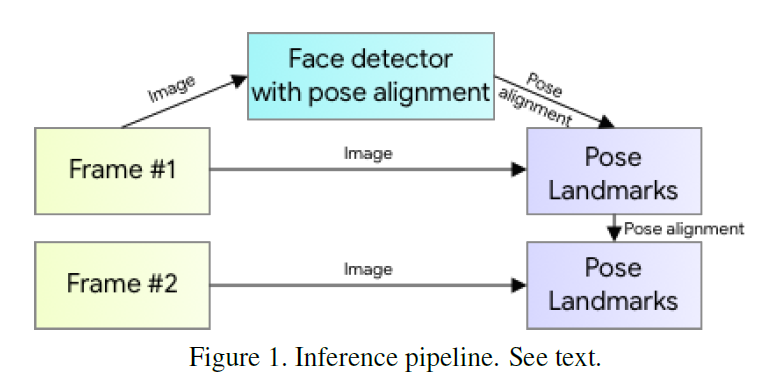 Face detector
with pose alignment
Image
Pose
alignment
Frame #1
Image
Pose
Landmarks
Pose alignment
Frame #2
Image
Pose
Landmarks
Figure 1. Inference pipeline. See text.